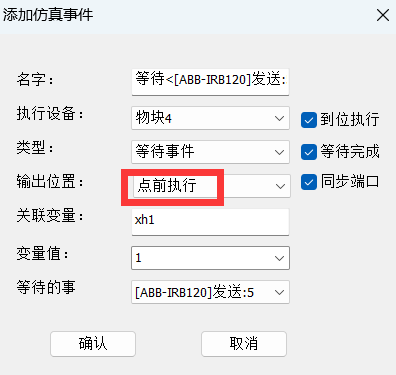 添加仿真事件
名字：
等待<[ABB-IRB120]发送:
执行设备：
物块4
到位执行
类型：
等待事件
等待完成
输出位置：
点前执行
同步端口
关联变量：
xh1
变量值：
1
等待的事
[ABB-IRB120]发送:5
确认
取消